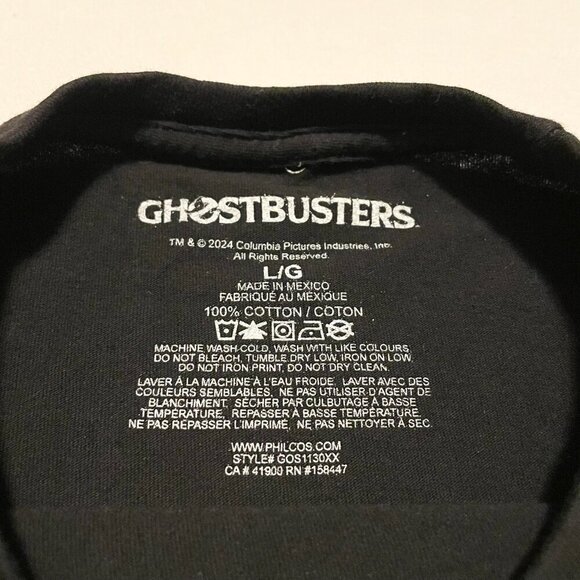 GHOSTBUSTERS
TM & © 2024 Columbia Pictures Industries, Inc.
All Rights Reserved.
L/G
MADE IN MEXICO
FABRIQUÉ AU MÉXIQUE
100% COTTON / COTON
MACHINE WASH COLD, WASH WITH LIKE COLOURS,
DO NOT BLEACH, TUMBLE DRY LOW, IRON ON LOW,
DO NOT IRON PRINT, DO NOT DRY CLEAN.
LAVER À LA MACHINE À L'EAU FROIDE, LAVER AVEC DES
COULEURS SEMBLABLES, NE PAS UTILISER D'AGENT DE
BLANCHIMENT, SÉCHER PAR CULBUTAGE À BASSE
TEMPÉRATURE, REPASSER À BASSE TEMPÉRATURE,
NE PAS REPASSER L'IMPRIME, NE PAS NETTOYER À SEC.
WWW.PHILCOS.COM
STYLE# GOS1130XX
CA # 41900 RN #158447